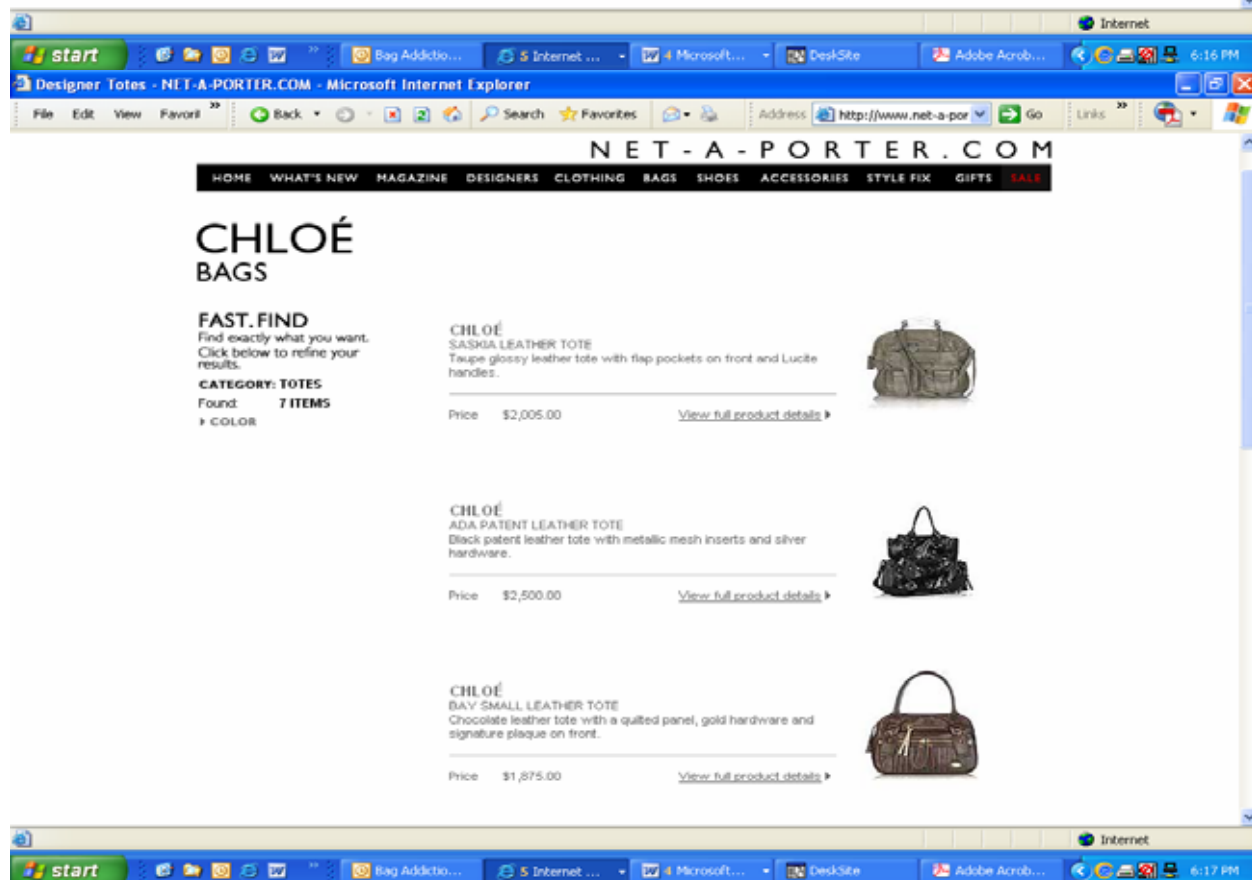 Internet
start Bag Addictio... 5 Internet ... 4 Microsoft... DeskSite Adobe Acrob... 6:16 PM
Designer Totes - NET-A-PORTER.COM - Microsoft Internet Explorer
File Edit View Favorit » Back Search Favorites Address http://www.net-a-por Go Links »
NET-A-PORTER.COM
HOME WHAT'S NEW MAGAZINE DESIGNERS CLOTHING BAGS SHOES ACCESSORIES STYLE FIX GIFTS SALE
CHLOÉ
BAGS
FAST.FIND
Find exactly what you want.
Click below to refine your
results.
CATEGORY: TOTES
Found: 7 ITEMS
COLOR
CHLOÉ
SASKIA LEATHER TOTE
Taupe glossy leather tote with flap pockets on front and Lucite
handles.
Price $2,005.00 View full product details
CHLOÉ
ADA PATENT LEATHER TOTE
Black patent leather tote with metallic mesh inserts and silver
hardware.
Price $2,500.00 View full product details
CHLOÉ
BAY SMALL LEATHER TOTE
Chocolate leather tote with a quilted panel, gold hardware and
signature plaque on front.
Price $1,875.00 View full product details
Internet
start Bag Addictio... 5 Internet ... 4 Microsoft... DeskSite Adobe Acrob... 6:17 PM